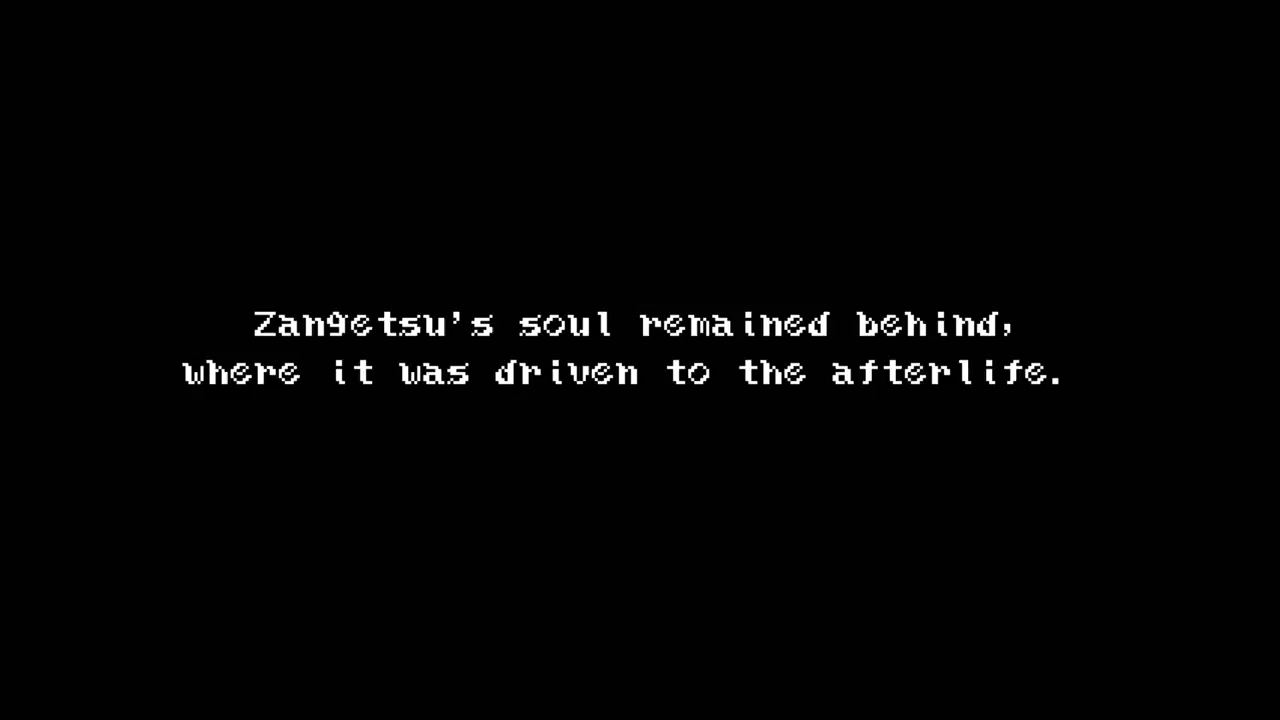 Zangetsu's soul remained behind,
where it was driven to the afterlife.